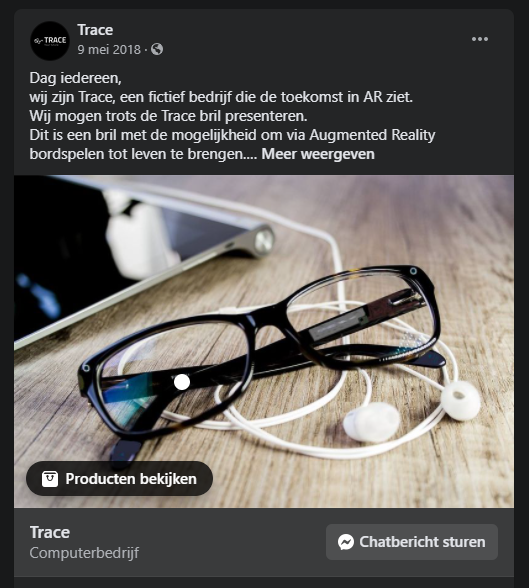 TRACE
Trace
9 mei 2018 ·
Dag iedereen,
wij zijn Trace, een fictief bedrijf die de toekomst in AR ziet.
Wij mogen trots de Trace bril presenteren.
Dit is een bril met de mogelijkheid om via Augmented Reality
bordspelen tot leven te brengen.... Meer weergeven
Producten bekijken
Trace
Computerbedrijf
Chatbericht sturen